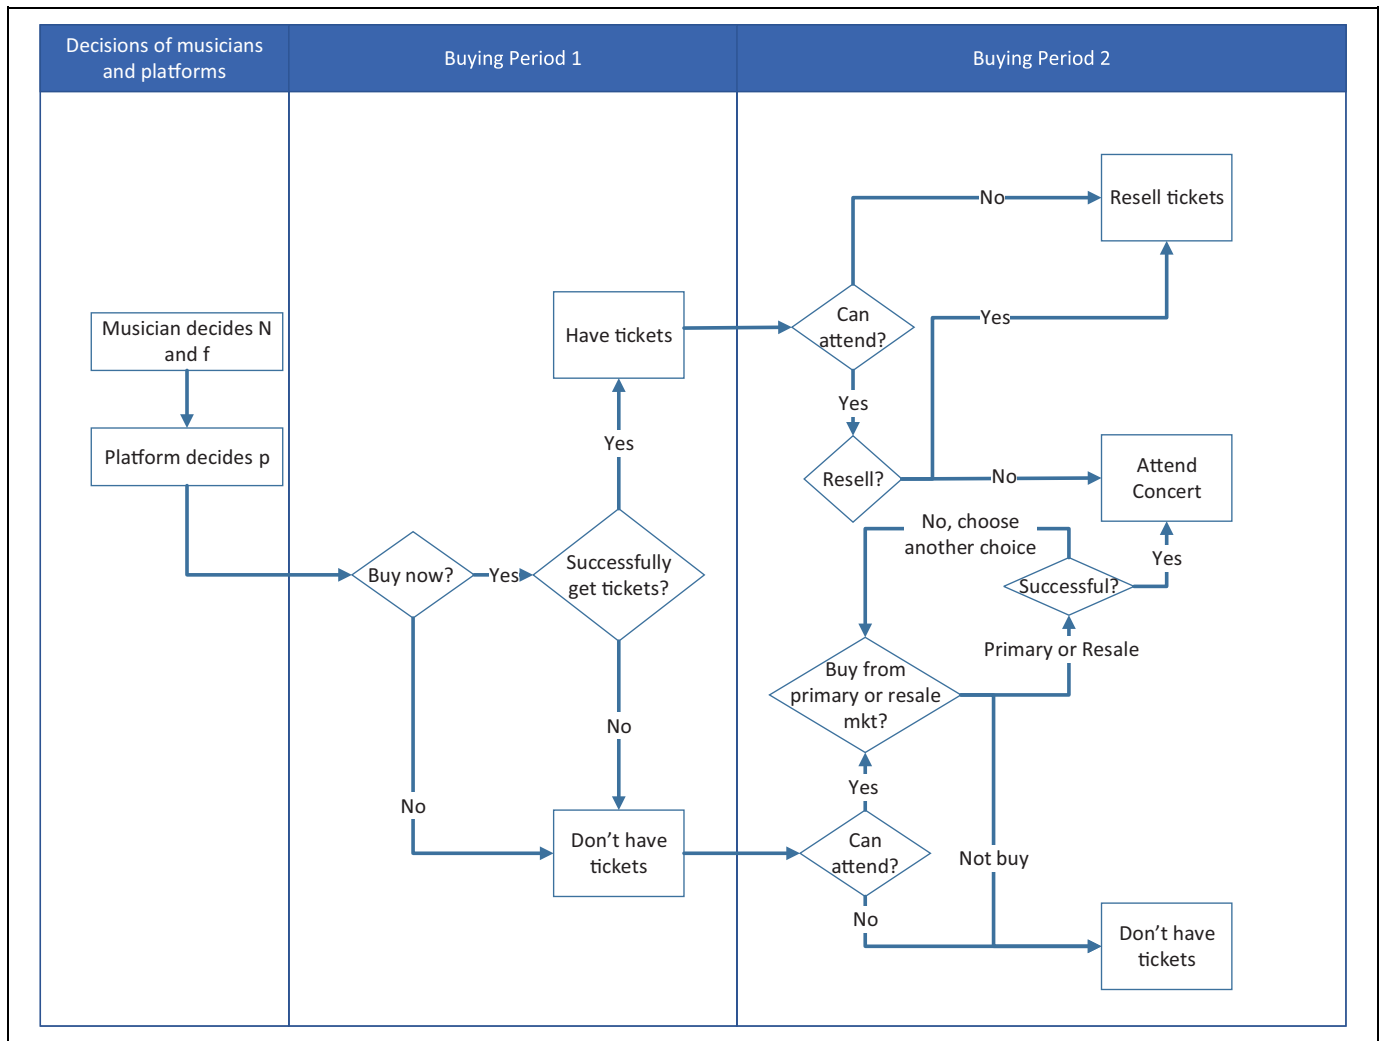 Decisions of musicians
and platforms
Buying Period 1
Buying Period 2
Musician decides N
and f
Platform decides p
Buy now?
Yes
No
Successfully
get tickets?
Yes
No
Have tickets
Don't have
tickets
Can
attend?
No
Yes
Resell?
Yes
No
Resell tickets
Attend
Concert
No, choose
another choice
Successful?
Yes
Primary or Resale
Buy from
primary or resale
mkt?
Yes
Not buy
Can
attend?
No
Don't have
tickets